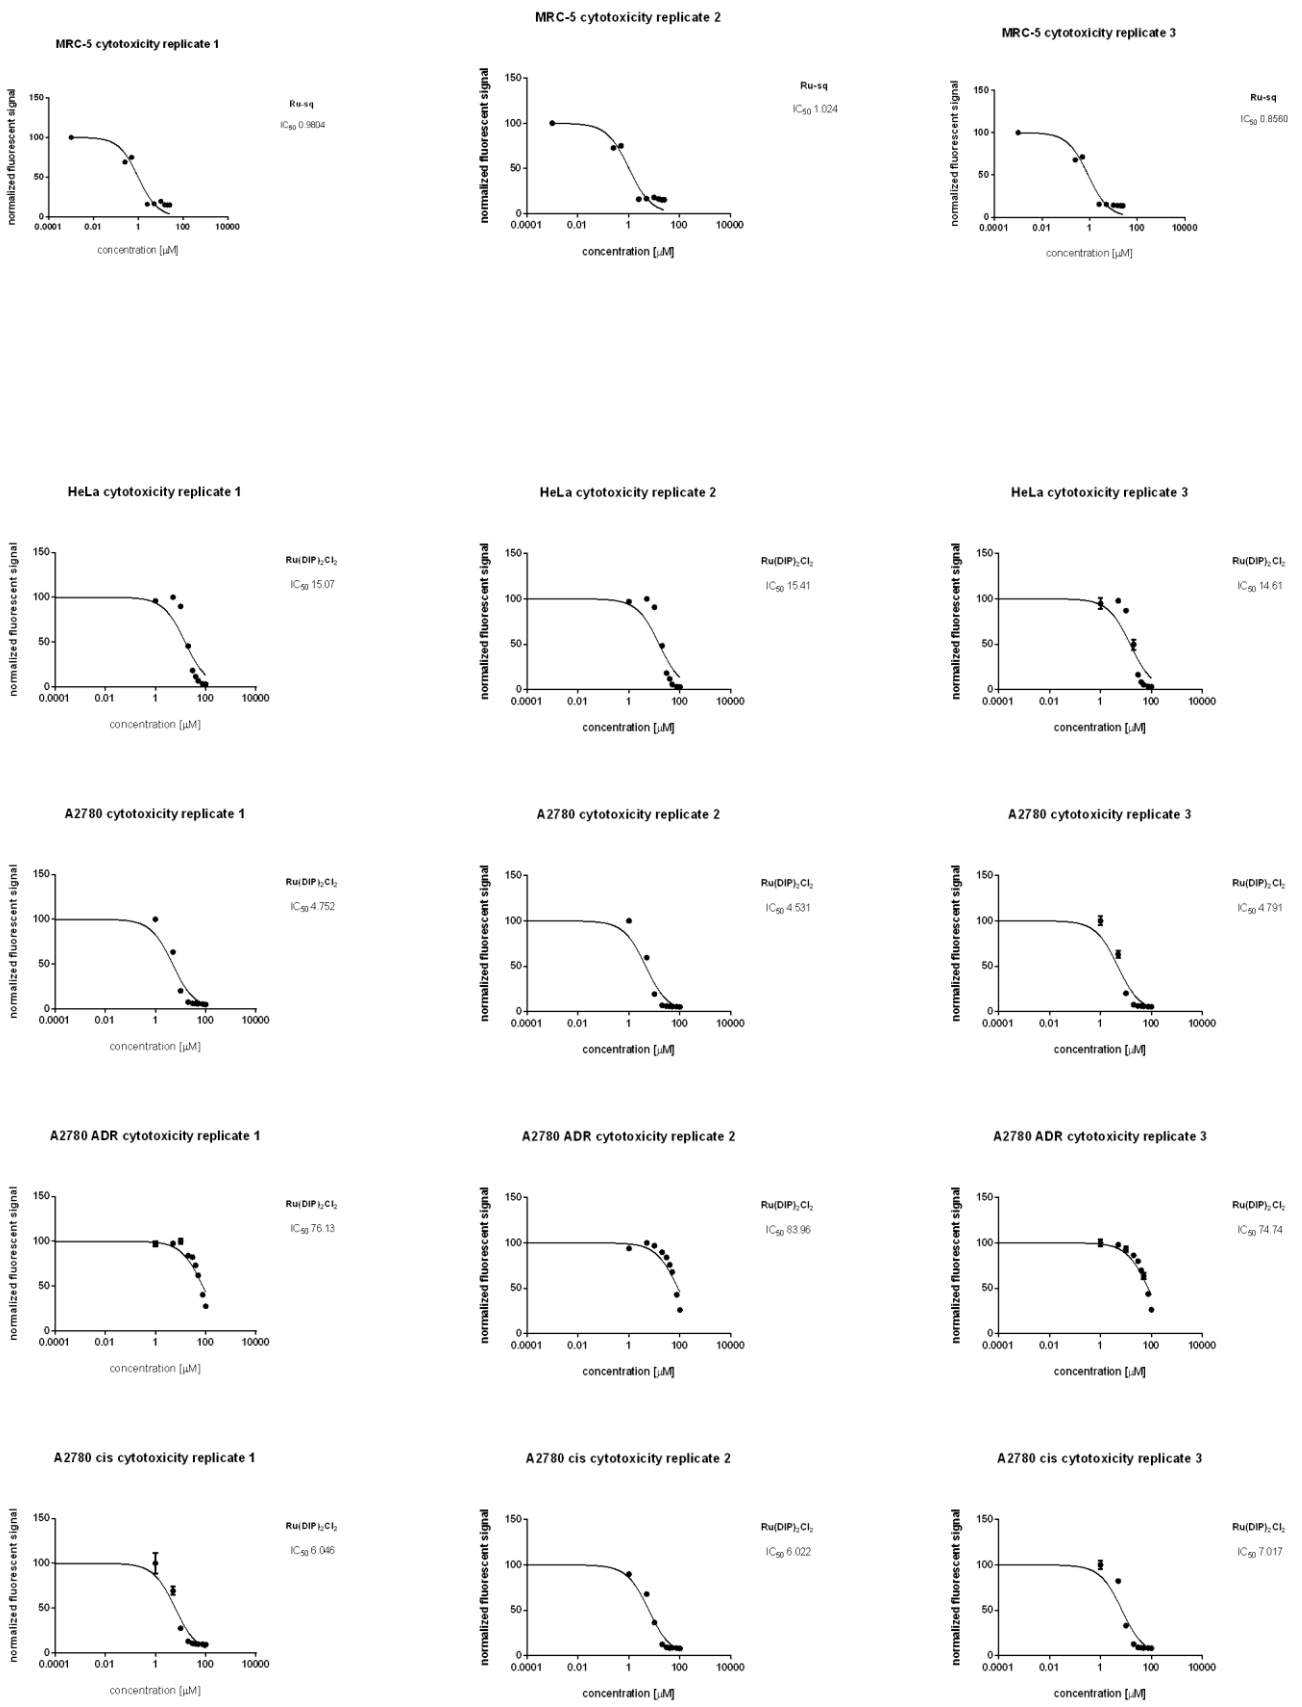 MRC-5 cytotoxicity replicate 1
normalized fluorescent signal
150
100
50
0
0.0001
0.01
1
100
10000
concentration [µM]
Ru-sq
IC50 0.9804
MRC-5 cytotoxicity replicate 2
normalized fluorescent signal
150
100
50
0
0.0001
0.01
1
100
10000
concentration [µM]
Ru-sq
IC50 1.024
MRC-5 cytotoxicity replicate 3
normalized fluorescent signal
150
100
50
0
0.0001
0.01
1
100
10000
concentration [µM]
Ru-sq
IC50 0.8560
HeLa cytotoxicity replicate 1
normalized fluorescent signal
150
100
50
0
0.0001
0.01
1
100
10000
concentration [µM]
Ru(DIP)2Cl2
IC50 15.07
HeLa cytotoxicity replicate 2
normalized fluorescent signal
150
100
50
0
0.0001
0.01
1
100
10000
concentration [µM]
Ru(DIP)2Cl2
IC50 15.41
HeLa cytotoxicity replicate 3
normalized fluorescent signal
150
100
50
0
0.0001
0.01
1
100
10000
concentration [µM]
Ru(DIP)2Cl2
IC50 14.61
A2780 cytotoxicity replicate 1
normalized fluorescent signal
150
100
50
0
0.0001
0.01
1
100
10000
concentration [µM]
Ru(DIP)2Cl2
IC50 4.752
A2780 cytotoxicity replicate 2
normalized fluorescent signal
150
100
50
0
0.0001
0.01
1
100
10000
concentration [µM]
Ru(DIP)2Cl2
IC50 4.531
A2780 cytotoxicity replicate 3
normalized fluorescent signal
150
100
50
0
0.0001
0.01
1
100
10000
concentration [µM]
Ru(DIP)2Cl2
IC50 4.791
A2780 ADR cytotoxicity replicate 1
normalized fluorescent signal
150
100
50
0
0.0001
0.01
1
100
10000
concentration [µM]
Ru(DIP)2Cl2
IC50 76.13
A2780 ADR cytotoxicity replicate 2
normalized fluorescent signal
150
100
50
0
0.0001
0.01
1
100
10000
concentration [µM]
Ru(DIP)2Cl2
IC50 83.96
A2780 ADR cytotoxicity replicate 3
normalized fluorescent signal
150
100
50
0
0.0001
0.01
1
100
10000
concentration [µM]
Ru(DIP)2Cl2
IC50 74.74
A2780 cis cytotoxicity replicate 1
normalized fluorescent signal
150
100
50
0
0.0001
0.01
1
100
10000
concentration [µM]
Ru(DIP)2Cl2
IC50 6.046
A2780 cis cytotoxicity replicate 2
normalized fluorescent signal
150
100
50
0
0.0001
0.01
1
100
10000
concentration [µM]
Ru(DIP)2Cl2
IC50 6.022
A2780 cis cytotoxicity replicate 3
normalized fluorescent signal
150
100
50
0
0.0001
0.01
1
100
10000
concentration [µM]
Ru(DIP)2Cl2
IC50 7.017